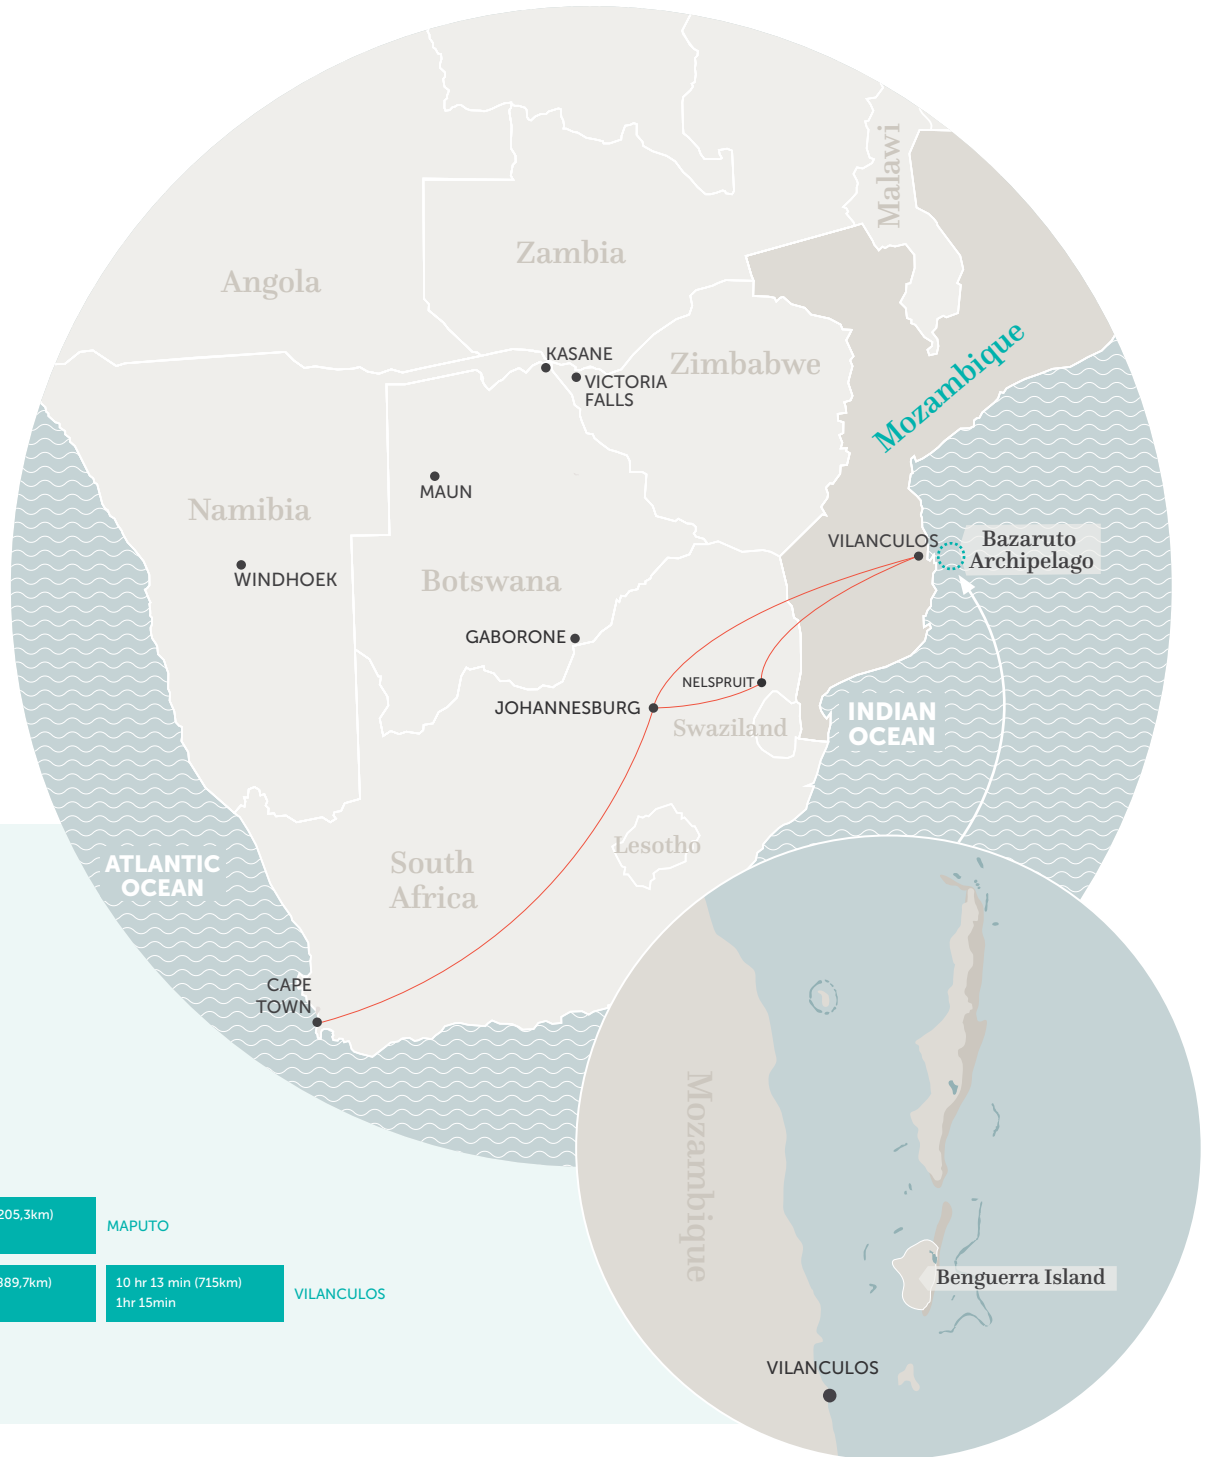 Malawi
Zambia
Angola
Mozambique
KASANE
Zimbabwe
VICTORIA
FALLS
MAUN
Namibia
VILANCULOS
Bazaruto
Archipelago
WINDHOEK
Botswana
GABORONE
NELSPRUIT
JOHANNESBURG
Swaziland
INDIAN
OCEAN
Lesotho
South
Africa
ATLANTIC
OCEAN
CAPE
TOWN
Mozambique
Benguerra Island
VILANCULOS
205,3km)
MAPUTO
389,7km)
10 hr 13 min (715km)
1hr 15min
VILANCULOS